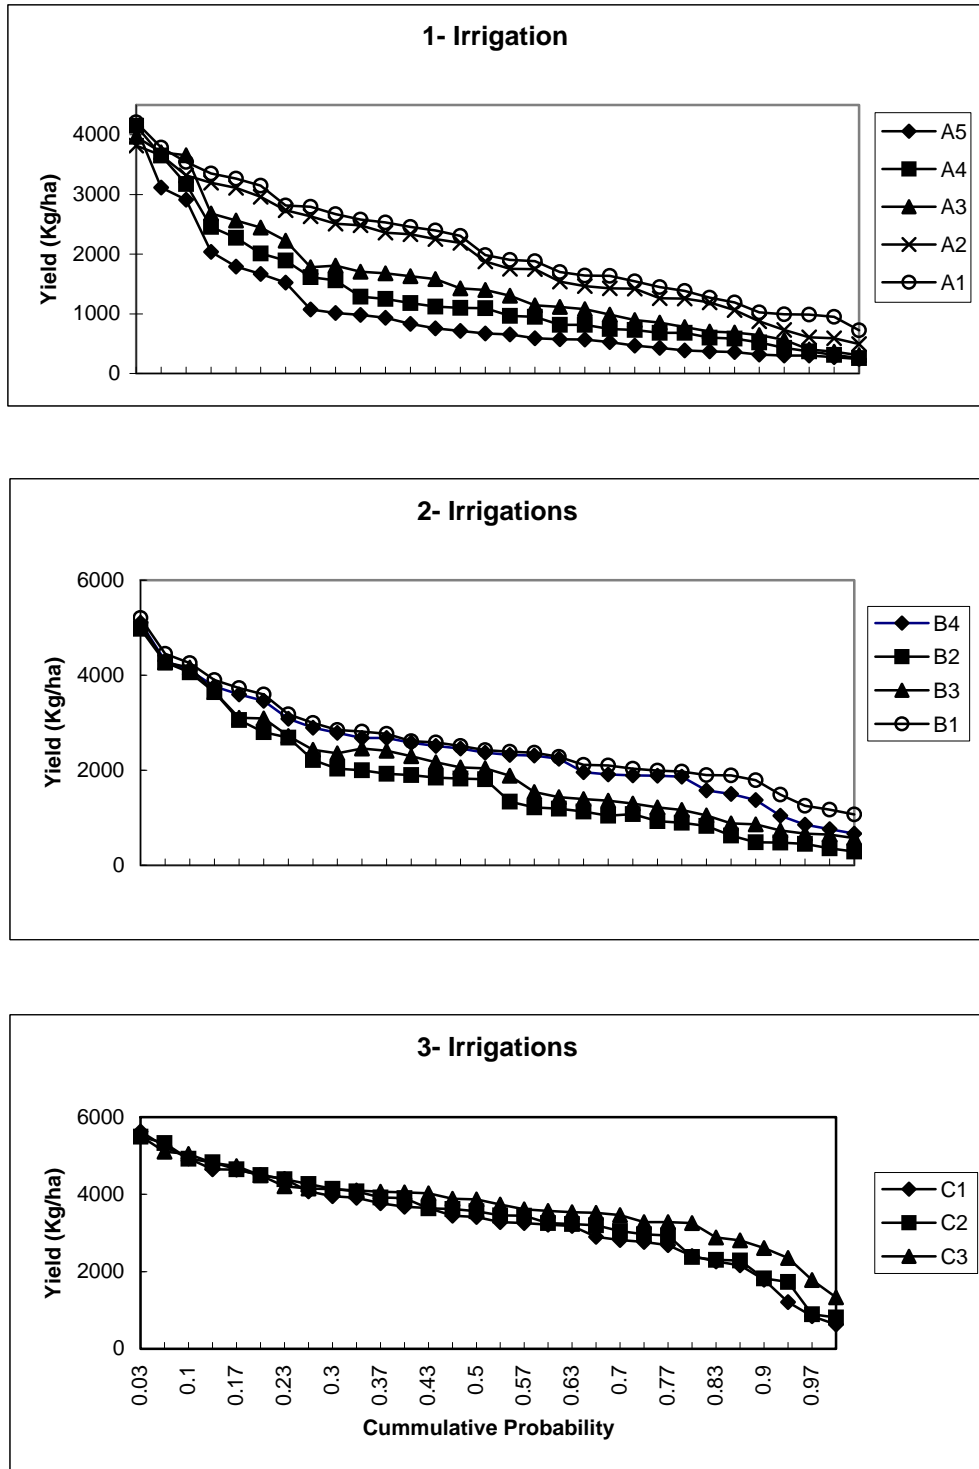 1- Irrigation
4000
3000
2000
1000
0
Yield (Kg/ha)
A5
A4
A3
A2
A1
2- Irrigations
6000
4000
2000
0
Yield (Kg/ha)
B4
B2
B3
B1
3- Irrigations
6000
4000
2000
0
Yield (Kg/ha)
C1
C2
C3
0.03 0.1 0.17 0.23 0.3 0.37 0.43 0.5 0.57 0.63 0.7 0.77 0.83 0.9 0.97
Cummulative Probability